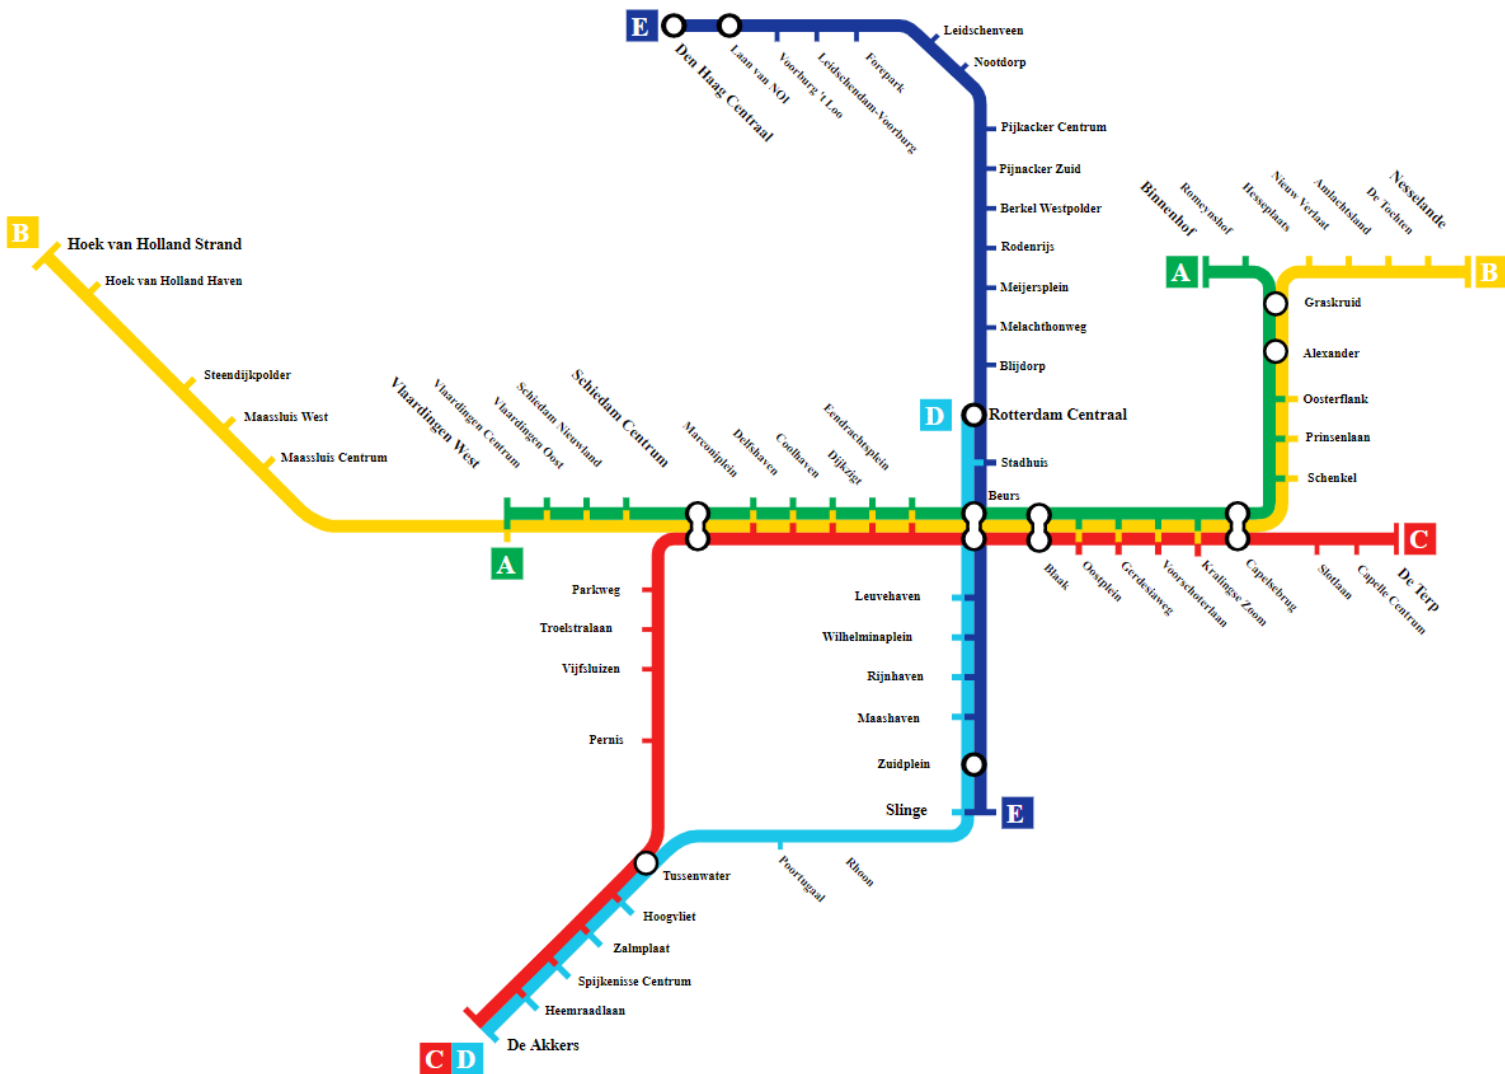 E
Den Haag Centraal
Laan van NOI
Voorburg 't Loo
Leidschendam-Voorburg
Forepark
Leidschenveen
Nootdorp
Pijkacker Centrum
Pijnacker Zuid
Berkel Westpolder
Rodenrijs
Meijersplein
Melachthonweg
Blijdorp
D
Rotterdam Centraal
Stadhuis
Beurs
B
Hoek van Holland Strand
Hoek van Holland Haven
Steendijkpolder
Maassluis West
Maassluis Centrum
Vlaardingen West
Vlaardingen Centrum
Vlaardingen Oost
Schiedam Nieuwland
Schiedam Centrum
Marconiplein
Delfshaven
Coolhaven
Dijkzigt
Eendrachtsplein
A
Binnenhof
Romeynshof
Hesseplaats
Nieuw Verlaat
Amlachtsland
De Tochten
Nesselande
A
B
Graskruid
Alexander
Oosterflank
Prinsenlaan
Schenkel
C
Blaak
Oostplein
Gerdesiaweg
Voorschoterlaan
Kralingse Zoom
Capelsebrug
Slotlaan
Capelle Centrum
De Terp
Parkweg
Troelstralaan
Vijfsluizen
Pernis
Leuvehaven
Wilhelminaplein
Rijnhaven
Maashaven
Zuidplein
Slinge
E
Poortugaal
Rhoon
Tussenwater
Hoogvliet
Zalmplaat
Spijkenisse Centrum
Heemraadlaan
De Akkers
C D